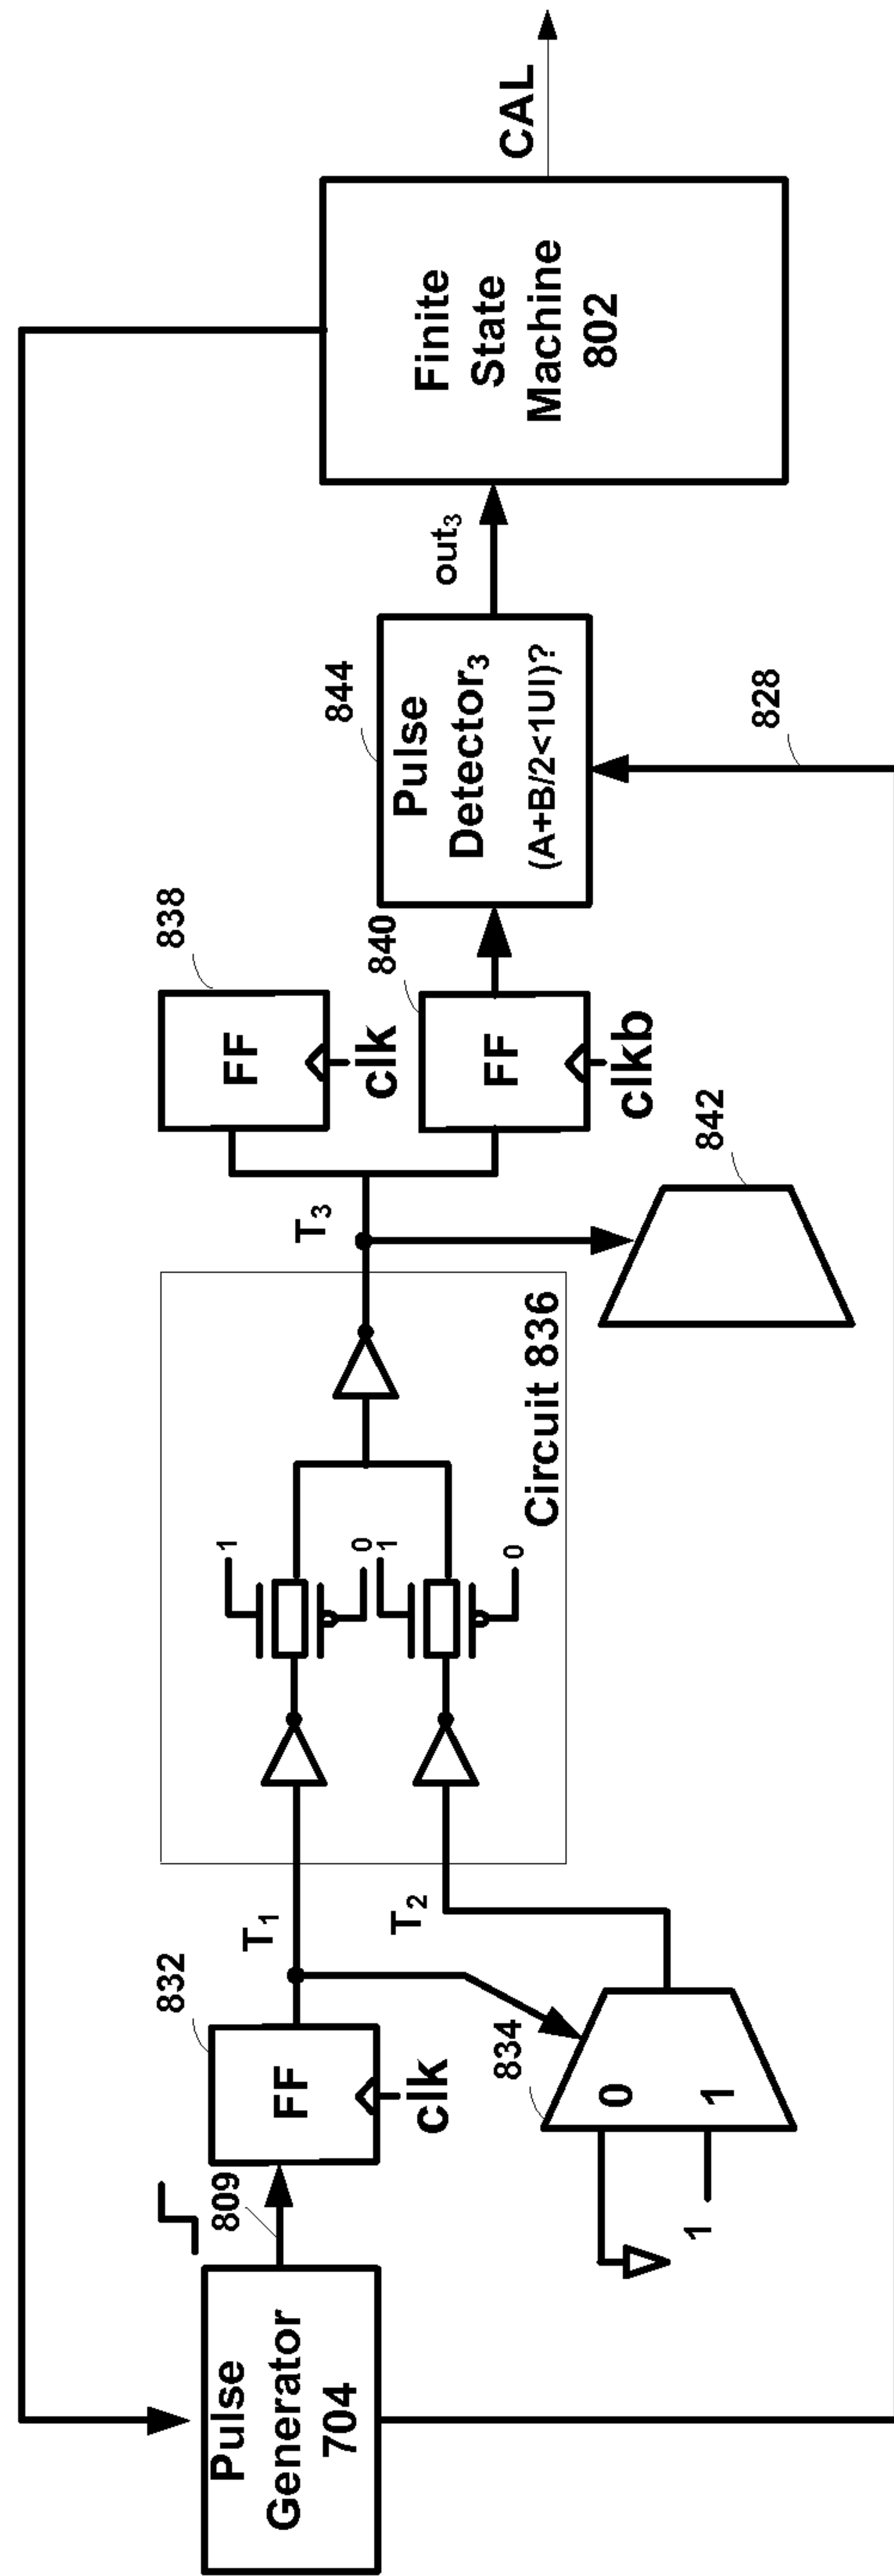 Pulse
Generator
704
809
832
FF
clk
T1
834
0
1
1
T2
1
0
1
0
Circuit 836
T3
842
838
FF
clk
840
FF
clkb
844
Pulse
Detector3
(A+B/2<1UI)?
828
out3
Finite
State
Machine
802
CAL